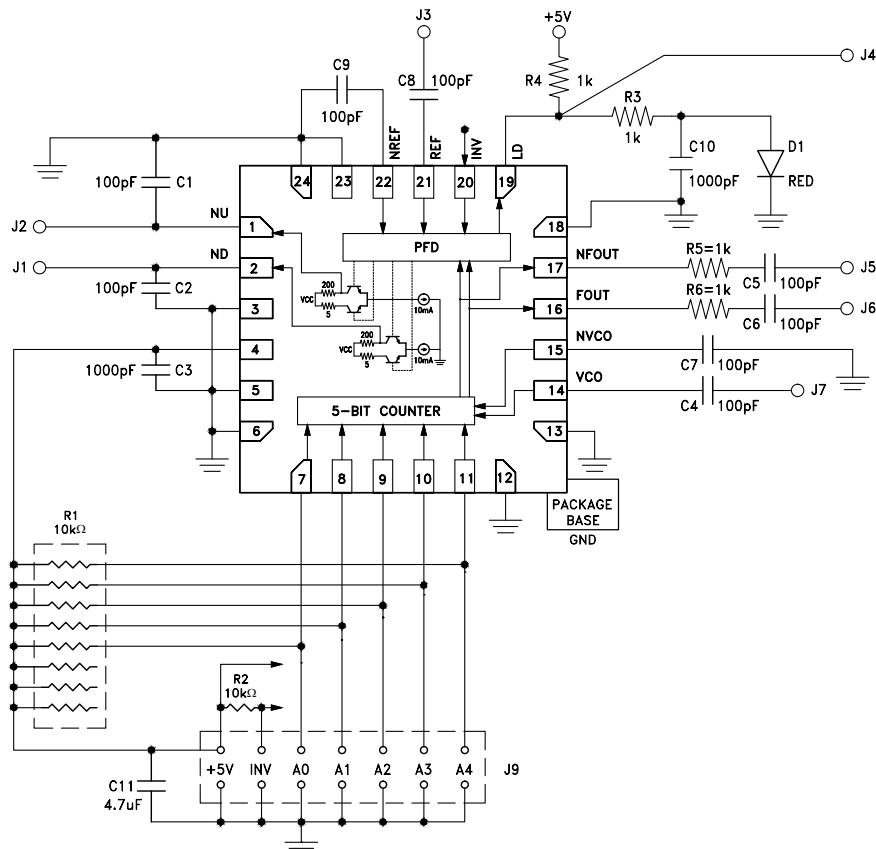 J3
+5V
J4
C9
100pF
C8
100pF
R4
1k
R3
1k
NREF
REF
INV
LD
C10
1000pF
D1
RED
100pF
C1
24
23
22
21
20
19
18
J2
NU
1
PFD
NFOUT
17
R5=1k
C5
100pF
J5
J1
ND
2
100pF
C2
200
VCC
5
10mA
FOUT
16
R6=1k
C6
100pF
J6
3
200
VCC
5
10mA
NVCO
15
C7
100pF
4
1000pF
C3
5
VCO
14
C4
100pF
J7
5-BIT COUNTER
6
13
7
8
9
10
11
12
PACKAGE
BASE
GND
R1
10kΩ
R2
10kΩ
+5V
INV
A0
A1
A2
A3
A4
J9
C11
4.7uF